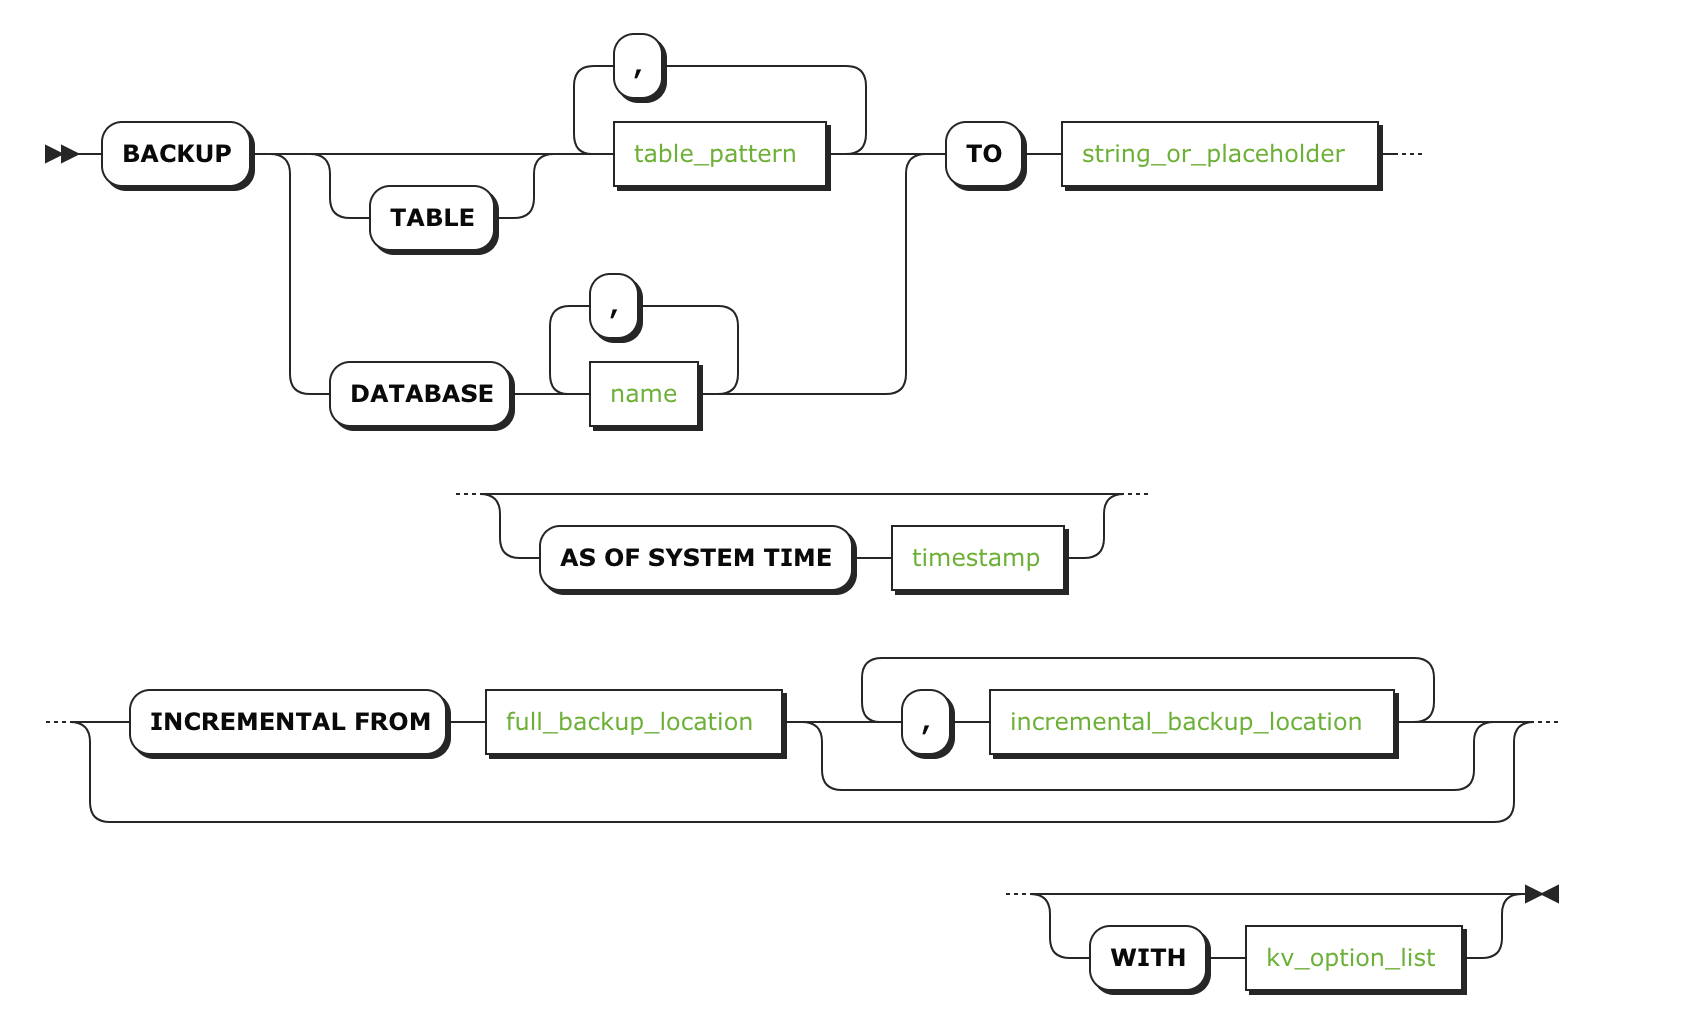 ,
BACKUP table_pattern TO string_or_placeholder
TABLE
,
DATABASE name
AS OF SYSTEM TIME timestamp
INCREMENTAL FROM full_backup_location , incremental_backup_location
WITH kv_option_list